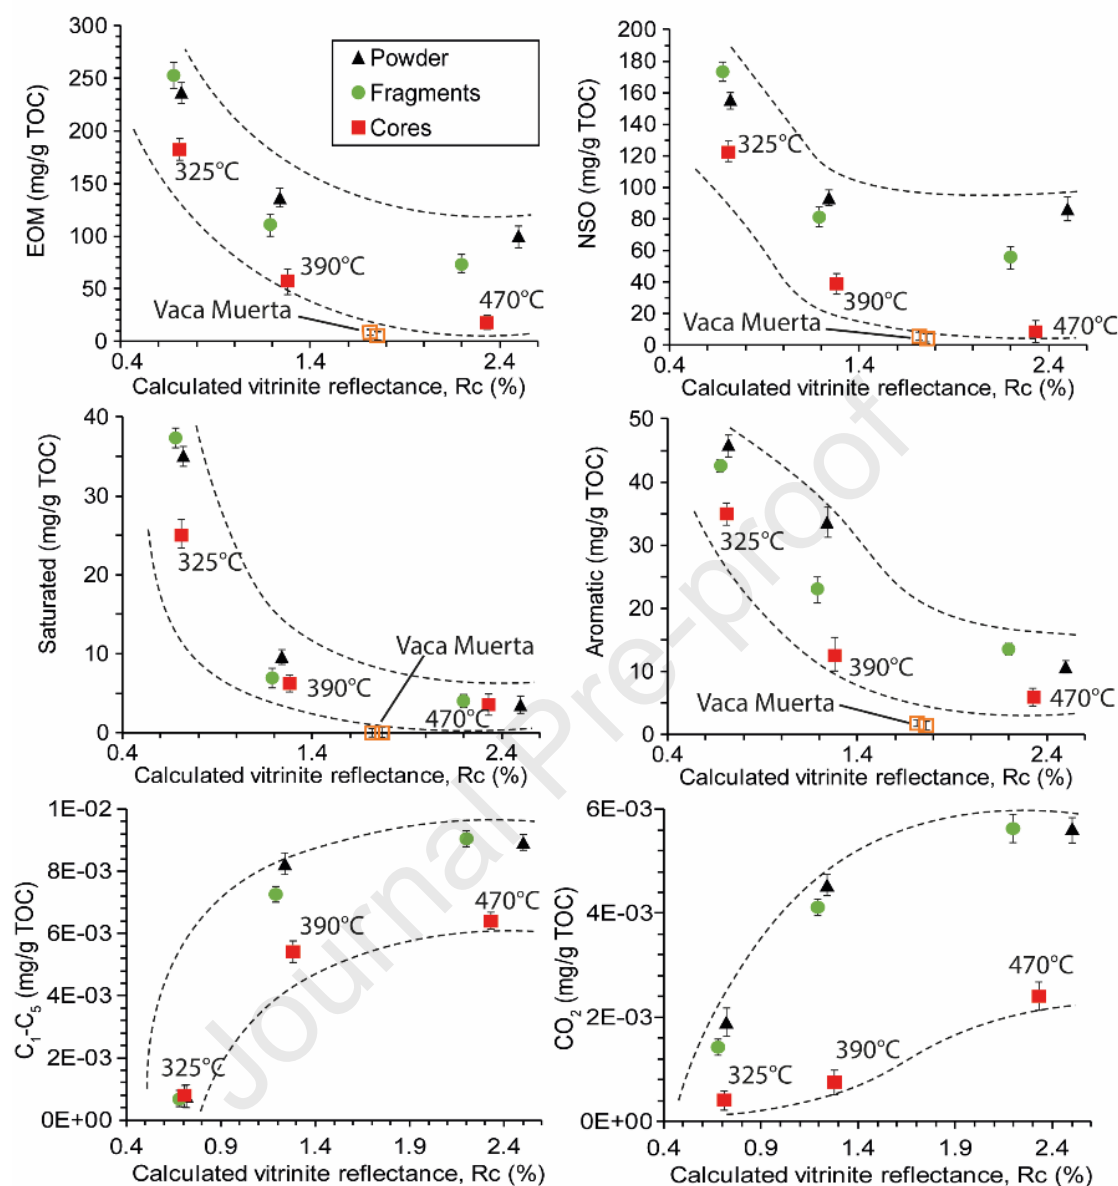 EOM (mg/g TOC)
300
250
200
150
100
50
0
0.4
1.4
2.4
Calculated vitrinite reflectance, Rc (%)
Powder
Fragments
Cores
325°C
390°C
470°C
Vaca Muerta
NSO (mg/g TOC)
200
180
160
140
120
100
80
60
40
20
0
0.4
1.4
2.4
Calculated vitrinite reflectance, Rc (%)
325°C
390°C
470°C
Vaca Muerta
Saturated (mg/g TOC)
40
30
20
10
0
0.4
1.4
2.4
Calculated vitrinite reflectance, Rc (%)
325°C
390°C
470°C
Vaca Muerta
Aromatic (mg/g TOC)
50
40
30
20
10
0
0.4
1.4
2.4
Calculated vitrinite reflectance, Rc (%)
325°C
390°C
470°C
Vaca Muerta
C₁-C₅ (mg/g TOC)
1E-02
8E-03
6E-03
4E-03
2E-03
0E+00
0.4
0.9
1.4
1.9
2.4
Calculated vitrinite reflectance, Rc (%)
325°C
390°C
470°C
CO₂ (mg/g TOC)
6E-03
4E-03
2E-03
0E+00
0.4
0.9
1.4
1.9
2.4
Calculated vitrinite reflectance, Rc (%)
325°C
390°C
470°C
Journal Pre-proof